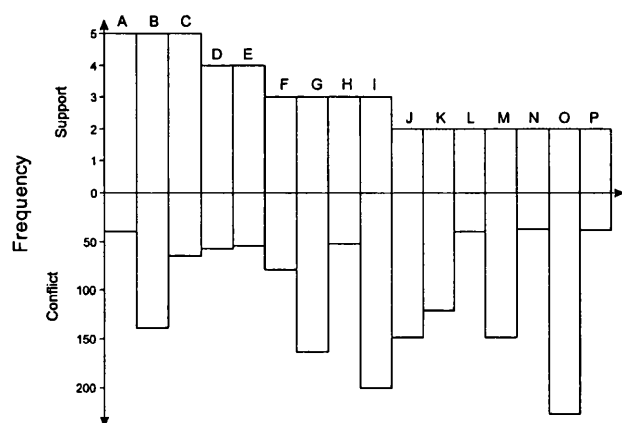 A B C
D E
F G H I
J K L M N O P
5
4
3
2
1
0
50
100
150
200
Support
Conflict
Frequency